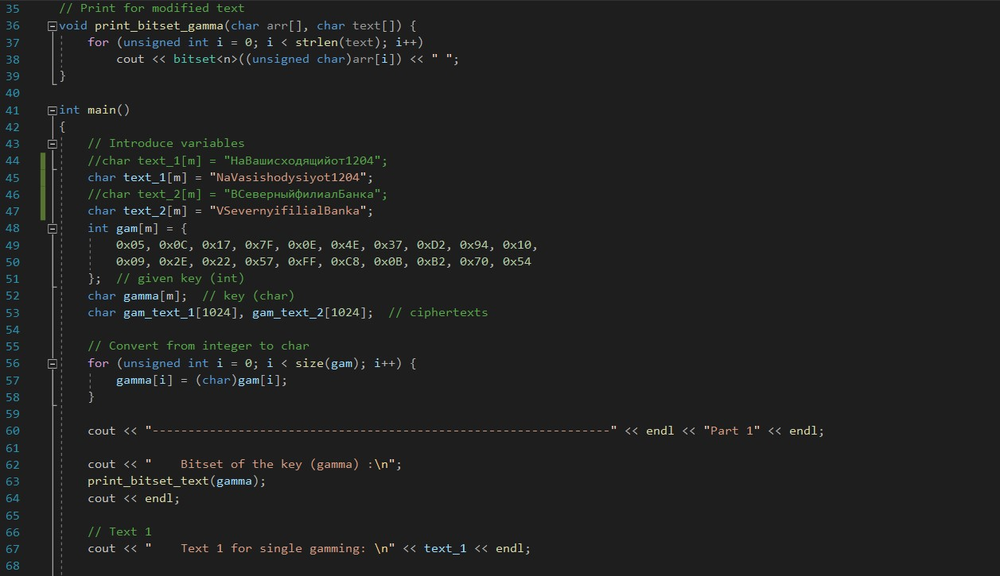 35 // Print for modified text
36 void print_bitset_gamma(char arr[], char text[]) {
37 for (unsigned int i = 0; i < strlen(text); i++)
38 cout << bitset<n>((unsigned char)arr[i]) << " ";
39 }
40
41 int main()
42 {
43 // Introduce variables
44 //char text_1[m] = "НаВашисходящийот1204";
45 char text_1[m] = "NaVasishodysiyot1204";
46 //char text_2[m] = "ВСеверныйфилиалБанка";
47 char text_2[m] = "VSevernyifilialBanka";
48 int gam[m] = {
49 0x05, 0x0C, 0x17, 0x7F, 0x0E, 0x4E, 0x37, 0xD2, 0x94, 0x10,
50 0x09, 0x2E, 0x22, 0x57, 0xFF, 0xC8, 0x0B, 0xB2, 0x70, 0x54
51 }; // given key (int)
52 char gamma[m]; // key (char)
53 char gam_text_1[1024], gam_text_2[1024]; // ciphertexts
54
55 // Convert from integer to char
56 for (unsigned int i = 0; i < size(gam); i++) {
57 gamma[i] = (char)gam[i];
58 }
59
60 cout << "----------------------------------------------------------------" << endl << "Part 1" << endl;
61
62 cout << "    Bitset of the key (gamma) :\n";
63 print_bitset_text(gamma);
64 cout << endl;
65
66 // Text 1
67 cout << "    Text 1 for single gamming: \n" << text_1 << endl;
68